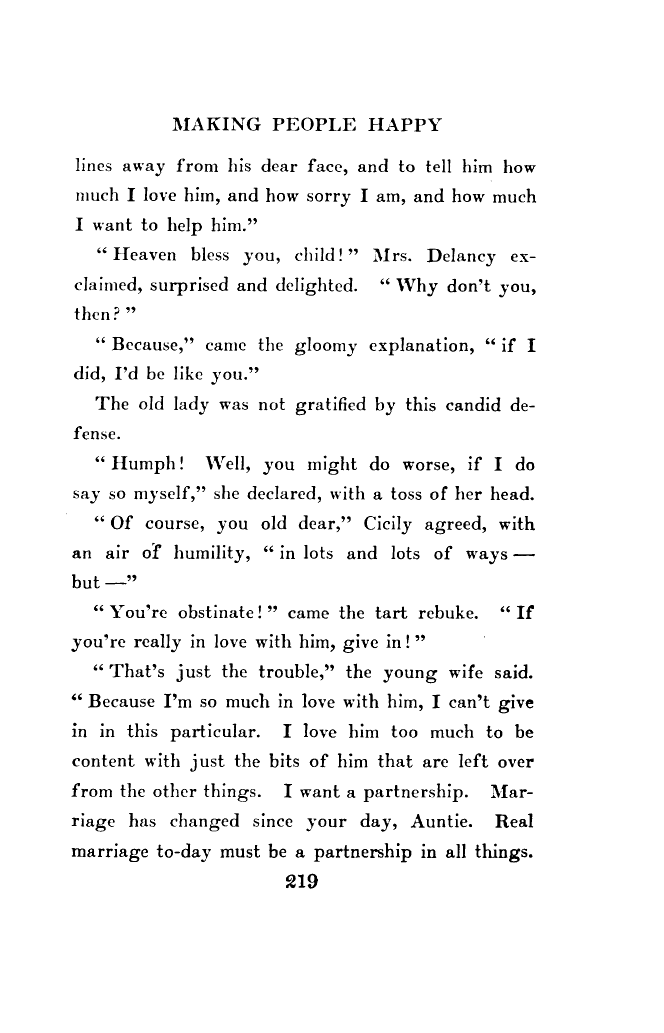 MAKING PEOPLE HAPPY
lines away from his dear face, and to tell him how
much I love him, and how sorry I am, and how much
I want to help him.”
“ Heaven bless you, child! ” Mrs. Delancy ex-
claimed, surprised and delighted. “ Why don’t you,
then? ”
“ Because,” came the gloomy explanation, “ if I
did, I’d be like you.”
The old lady was not gratified by this candid de-
fense.
“ Humph! Well, you might do worse, if I do
say so myself,” she declared, with a toss of her head.
“ Of course, you old dear,” Cicily agreed, with
an air of humility, “ in lots and lots of ways —
but —”
“ You’re obstinate! ” came the tart rebuke. “ If
you’re really in love with him, give in! ”
“ That’s just the trouble,” the young wife said.
“ Because I’m so much in love with him, I can’t give
in in this particular. I love him too much to be
content with just the bits of him that are left over
from the other things. I want a partnership. Mar-
riage has changed since your day, Auntie. Real
marriage to-day must be a partnership in all things.
219